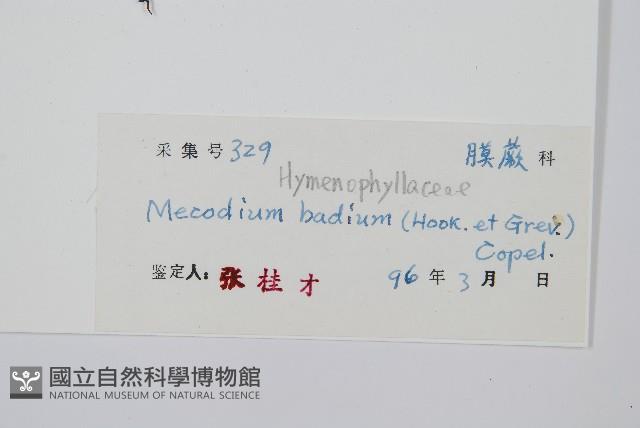 采集号 329 膜蕨 科
Hymenophyllaceae
Mecodium badium (Hook. et Grev.)
Copel.
鉴定人: 张桂才 96 年 3 月 日
國立自然科學博物館
NATIONAL MUSEUM OF NATURAL SCIENCE